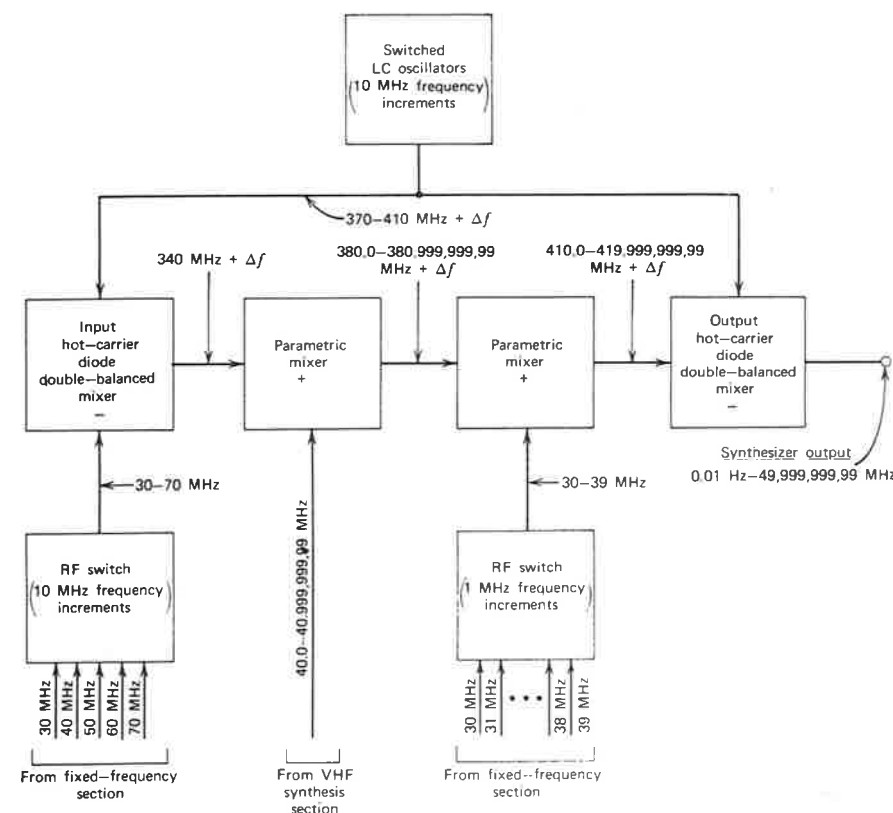 Switched
LC oscillators
(10 MHz frequency
increments)
370–410 MHz + Δf
340 MHz + Δf
380.0–380.999,999,99
MHz + Δf
410.0–419.999,999,99
MHz + Δf
Input
hot–carrier
diode
double–balanced
mixer
–
Parametric
mixer
+
Parametric
mixer
+
Output
hot–carrier
diode
double–balanced
mixer
–
Synthesizer output
0.01 Hz–49,999,999,99 MHz
30–70 MHz
40.0–40.999,999,99 MHz
30–39 MHz
RF switch
(10 MHz frequency
increments)
RF switch
(1 MHz frequency
increments)
30 MHz
40 MHz
50 MHz
60 MHz
70 MHz
30 MHz
31 MHz
•••
38 MHz
39 MHz
From fixed–frequency
section
From VHF
synthesis
section
From fixed–frequency
section